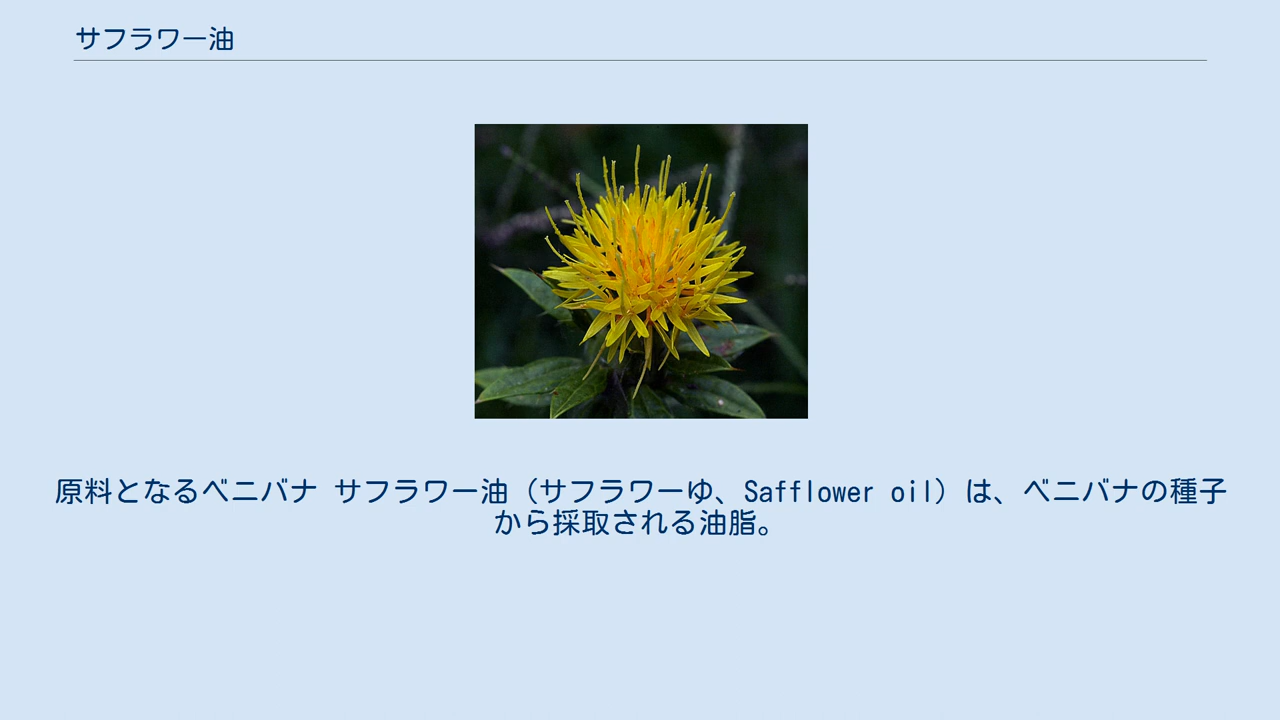 サフラワー油
原料となるベニバナ サフラワー油（サフラワーゆ、Safflower oil）は、ベニバナの種子
から採取される油脂。